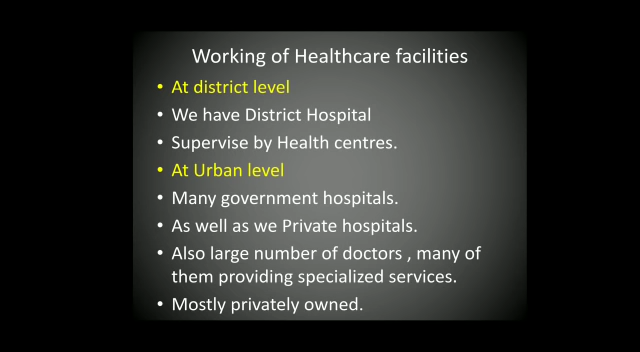 Working of Healthcare facilities
• At district level
• We have District Hospital
• Supervise by Health centres.
• At Urban level
• Many government hospitals.
• As well as we Private hospitals.
• Also large number of doctors , many of
them providing specialized services.
• Mostly privately owned.